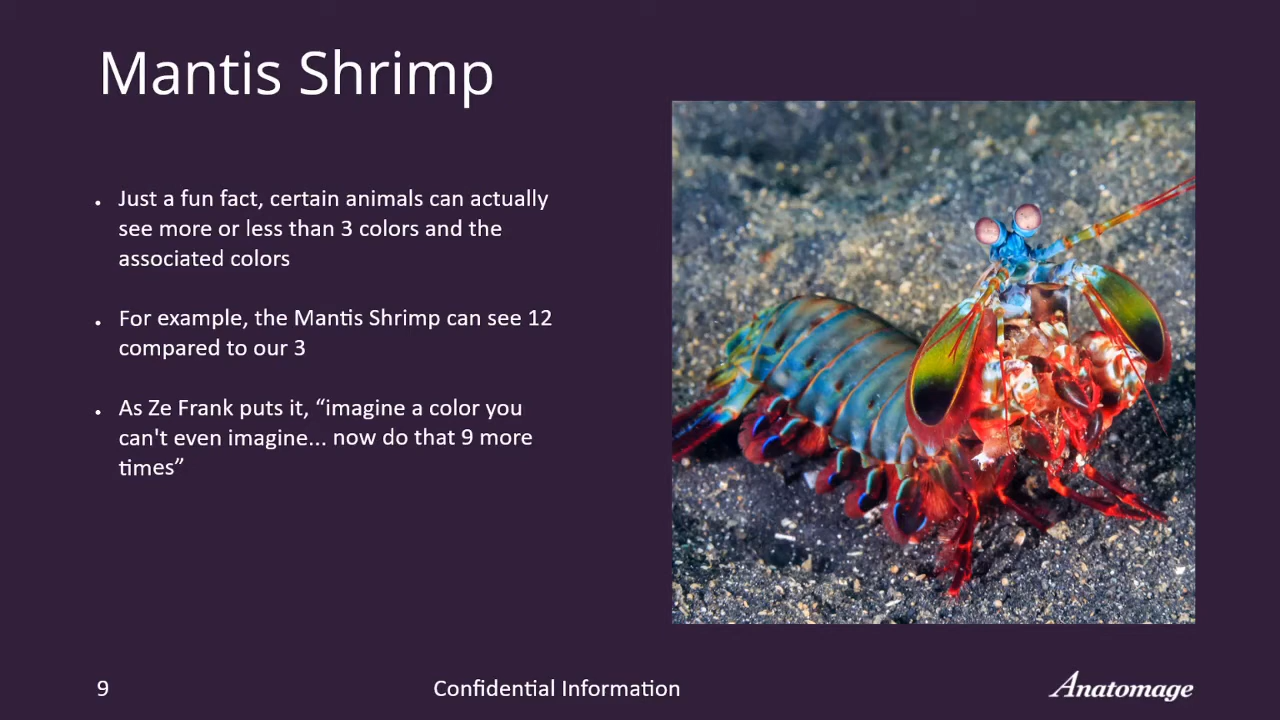 Mantis Shrimp
• Just a fun fact, certain animals can actually
see more or less than 3 colors and the
associated colors
• For example, the Mantis Shrimp can see 12
compared to our 3
• As Ze Frank puts it, “imagine a color you
can't even imagine... now do that 9 more
times”
9
Confidential Information
Anatomage